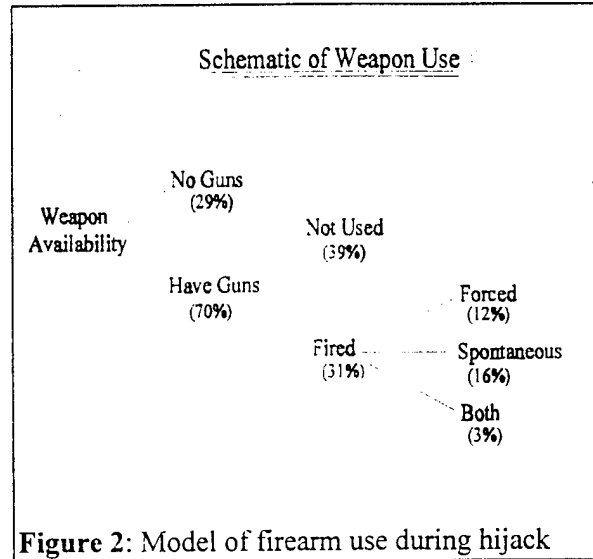 Schematic of Weapon Use
No Guns
(29%)
Weapon
Availability
Not Used
(39%)
Have Guns
(70%)
Forced
(12%)
Fired
(31%)
Spontaneous
(16%)
Both
(3%)
Figure 2: Model of firearm use during hijack